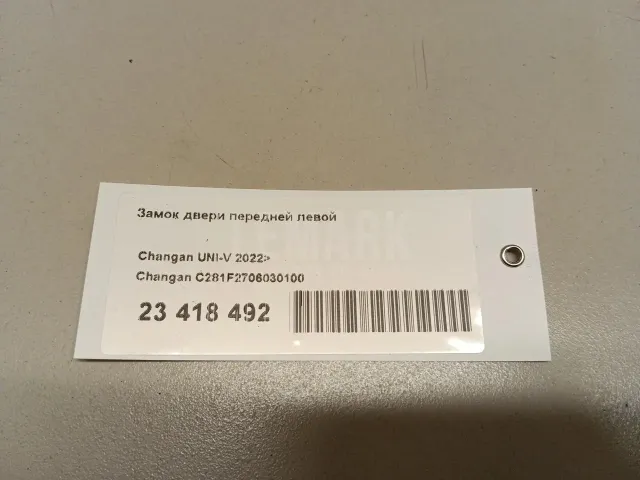 Замок двери передней левой
Changan UNI-V 2022>
Changan C281F2706030100
23 418 492